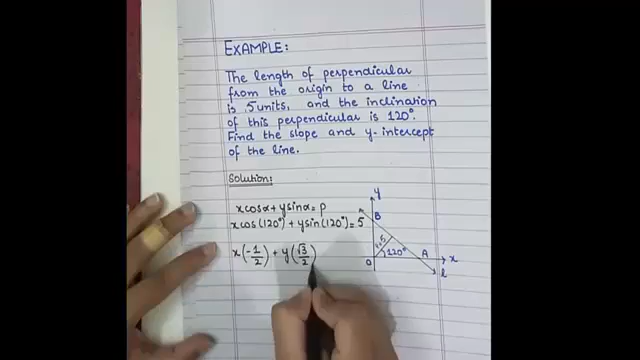 EXAMPLE:
The length of perpendicular
from the origin to a line
is 5 units, and the inclination
of this perpendicular is 120°.
Find the slope and y-intercept
of the line.
Solution:
xcosα + ysinα = p
xcos(120°) + ysin(120°) = 5
x(-1/2) + y(√3/2)
y
B
120°
A
x
O
l